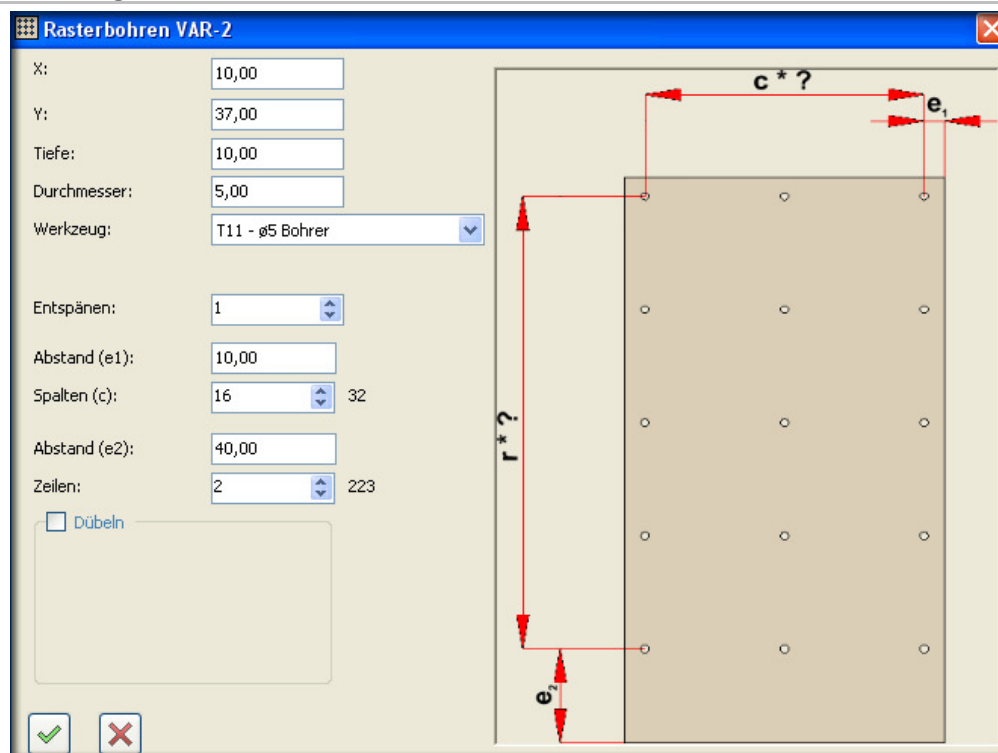 Rasterbohren VAR-2
X: 10,00
Y: 37,00
Tiefe: 10,00
Durchmesser: 5,00
Werkzeug: T11 - ø5 Bohrer
Entspänen: 1
Abstand (e1): 10,00
Spalten (c): 16 32
Abstand (e2): 40,00
Zeilen: 2 223
Dübeln
c * ?
e₁
r * ?
e₂